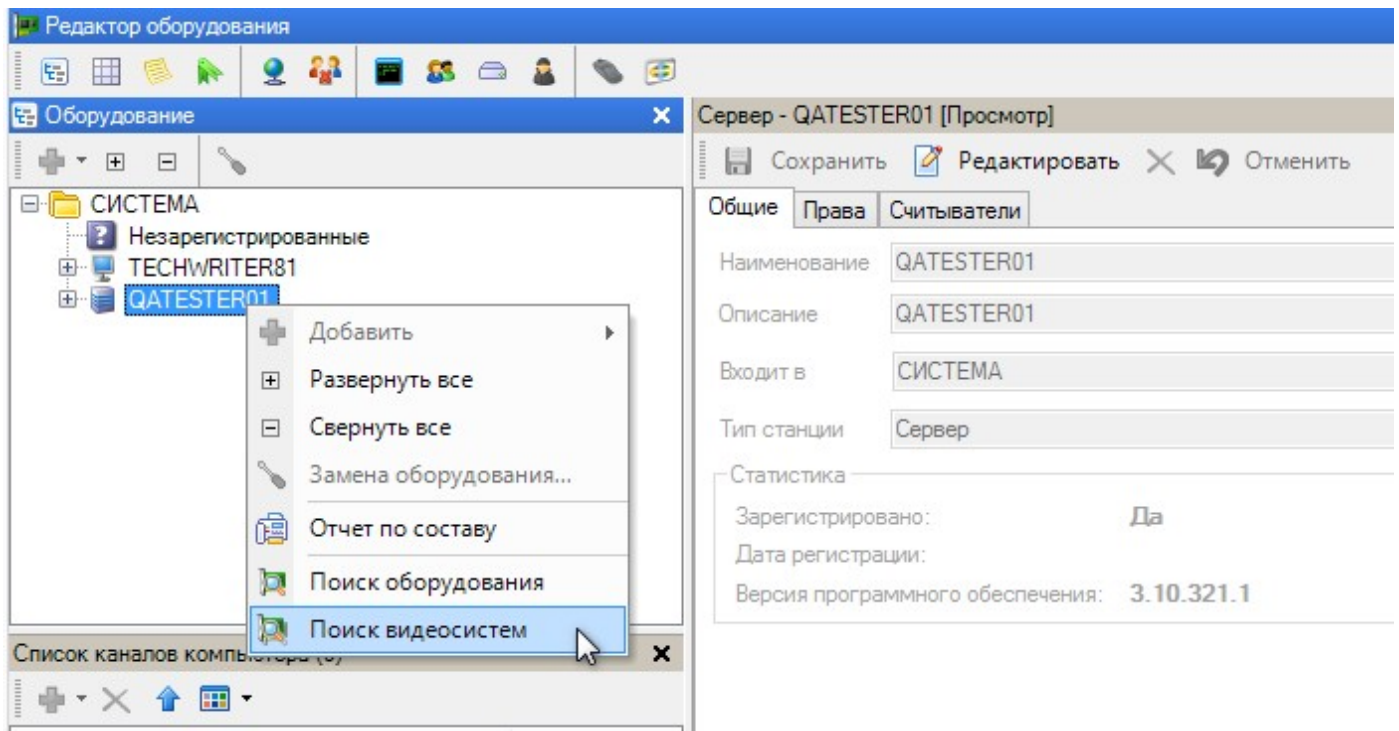 Редактор оборудования
Оборудование
СИСТЕМА
Незарегистрированные
TECHWRITER81
QATESTER01
Добавить
Развернуть все
Свернуть все
Замена оборудования...
Отчет по составу
Поиск оборудования
Поиск видеосистем
Список каналов
Сервер - QATESTER01 [Просмотр]
Сохранить Редактировать Отменить
Общие Права Считыватели
Наименование QATESTER01
Описание QATESTER01
Входит в СИСТЕМА
Тип станции Сервер
Статистика
Зарегистрировано: Да
Дата регистрации:
Версия программного обеспечения: 3.10.321.1